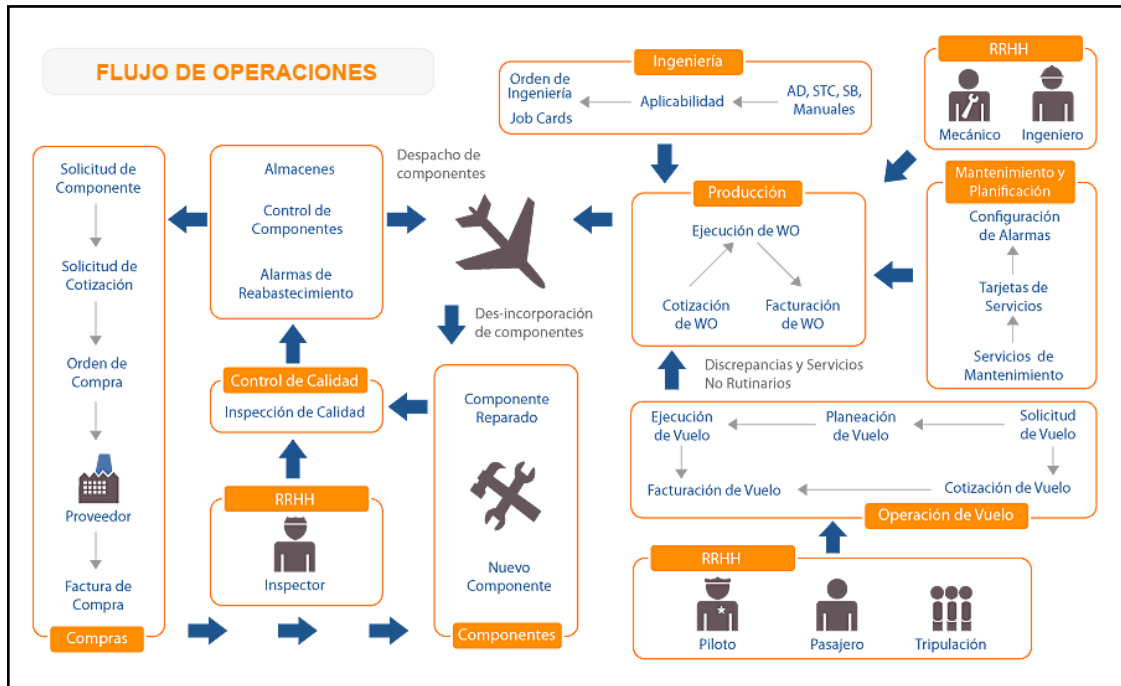 FLUJO DE OPERACIONES
Ingeniería
Orden de
Ingeniería
Job Cards
Aplicabilidad
AD, STC, SB,
Manuales
RRHH
Mecánico
Ingeniero
Solicitud de
Componente
Solicitud de
Cotización
Orden de
Compra
Proveedor
Factura de
Compra
Compras
Almacenes
Control de
Componentes
Alarmas de
Reabastecimiento
Despacho de
componentes
Des-incorporación
de componentes
Control de Calidad
Inspección de Calidad
RRHH
Inspector
Componente
Reparado
Nuevo
Componente
Componentes
Producción
Ejecución de WO
Cotización
de WO
Facturación
de WO
Mantenimiento y
Planificación
Configuración
de Alarmas
Tarjetas de
Servicios
Servicios de
Mantenimiento
Discrepancias y Servicios
No Rutinarios
Ejecución
de Vuelo
Planeación
de Vuelo
Solicitud
de Vuelo
Facturación de Vuelo
Cotización de Vuelo
Operación de Vuelo
RRHH
Piloto
Pasajero
Tripulación